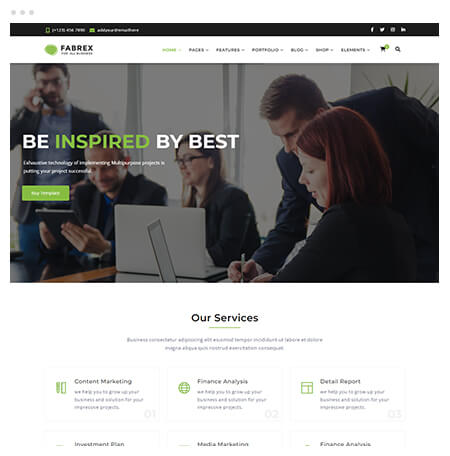 (+123) 456 7890 addyour@emailhere
FABREX
FOR ALL BUSINESS
HOME PAGES FEATURES PORTFOLIO BLOG SHOP ELEMENTS
BE INSPIRED BY BEST
Exhaustive technology of implementing Multipurpose projects is
putting your project successful.
Buy Template
Our Services
Business consectetur adipiscing elit eiusmod tempor incididunt ut labore et dolore
magna aliqua quis nostrud exercitation consequat.
Content Marketing
we help you to grow up your
business and solution for your
impressive projects.
01
Finance Analysis
we help you to grow up your
business and solution for your
impressive projects.
02
Detail Report
we help you to grow up your
business and solution for your
impressive projects.
03
Investment Plan
Media Marketing
Finance Analysis